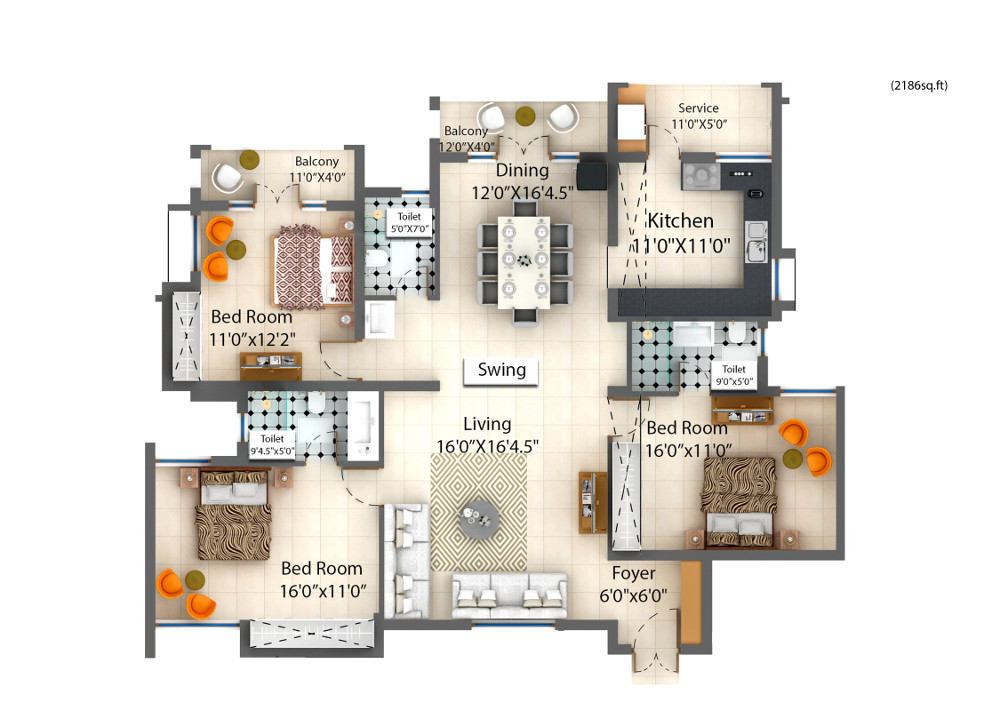 (2186sq.ft)
Service
11'0"X5'0"
Balcony
12'0"X4'0"
Balcony
11'0"X4'0"
Dining
12'0"X16'4.5"
Toilet
5'0"X7'0"
Kitchen
11'0"X11'0"
Bed Room
11'0"x12'2"
Swing
Toilet
9'0"x5'0"
Living
16'0"X16'4.5"
Bed Room
16'0"x11'0"
Toilet
9'4.5"x5'0"
Bed Room
16'0"x11'0"
Foyer
6'0"x6'0"